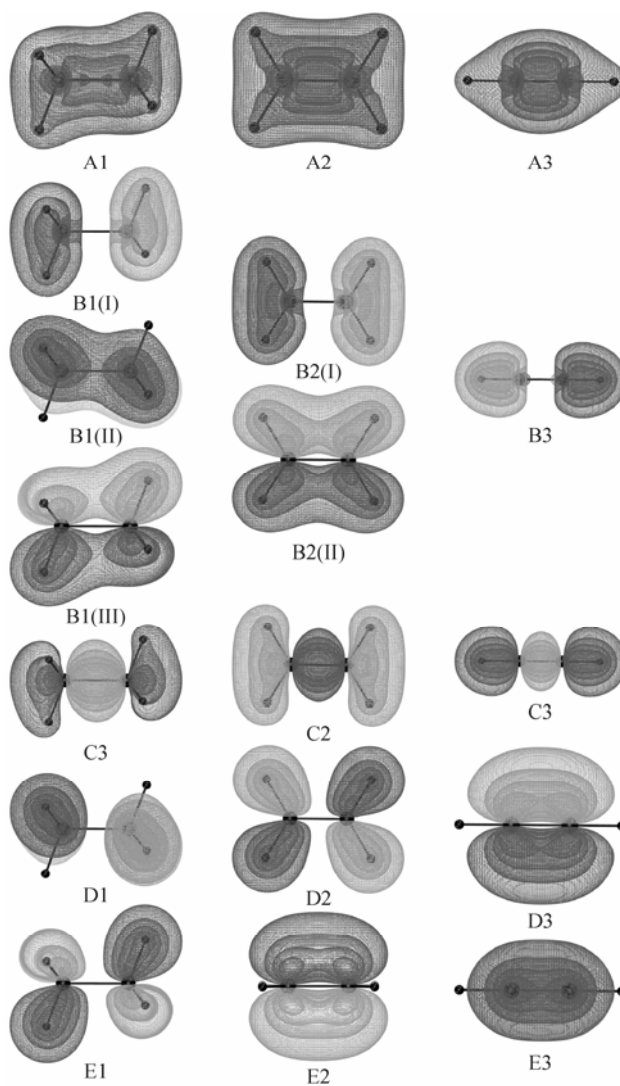 A1
A2
A3
B1(I)
B2(I)
B1(II)
B3
B2(II)
B1(III)
C3
C2
C3
D1
D2
D3
E1
E2
E3